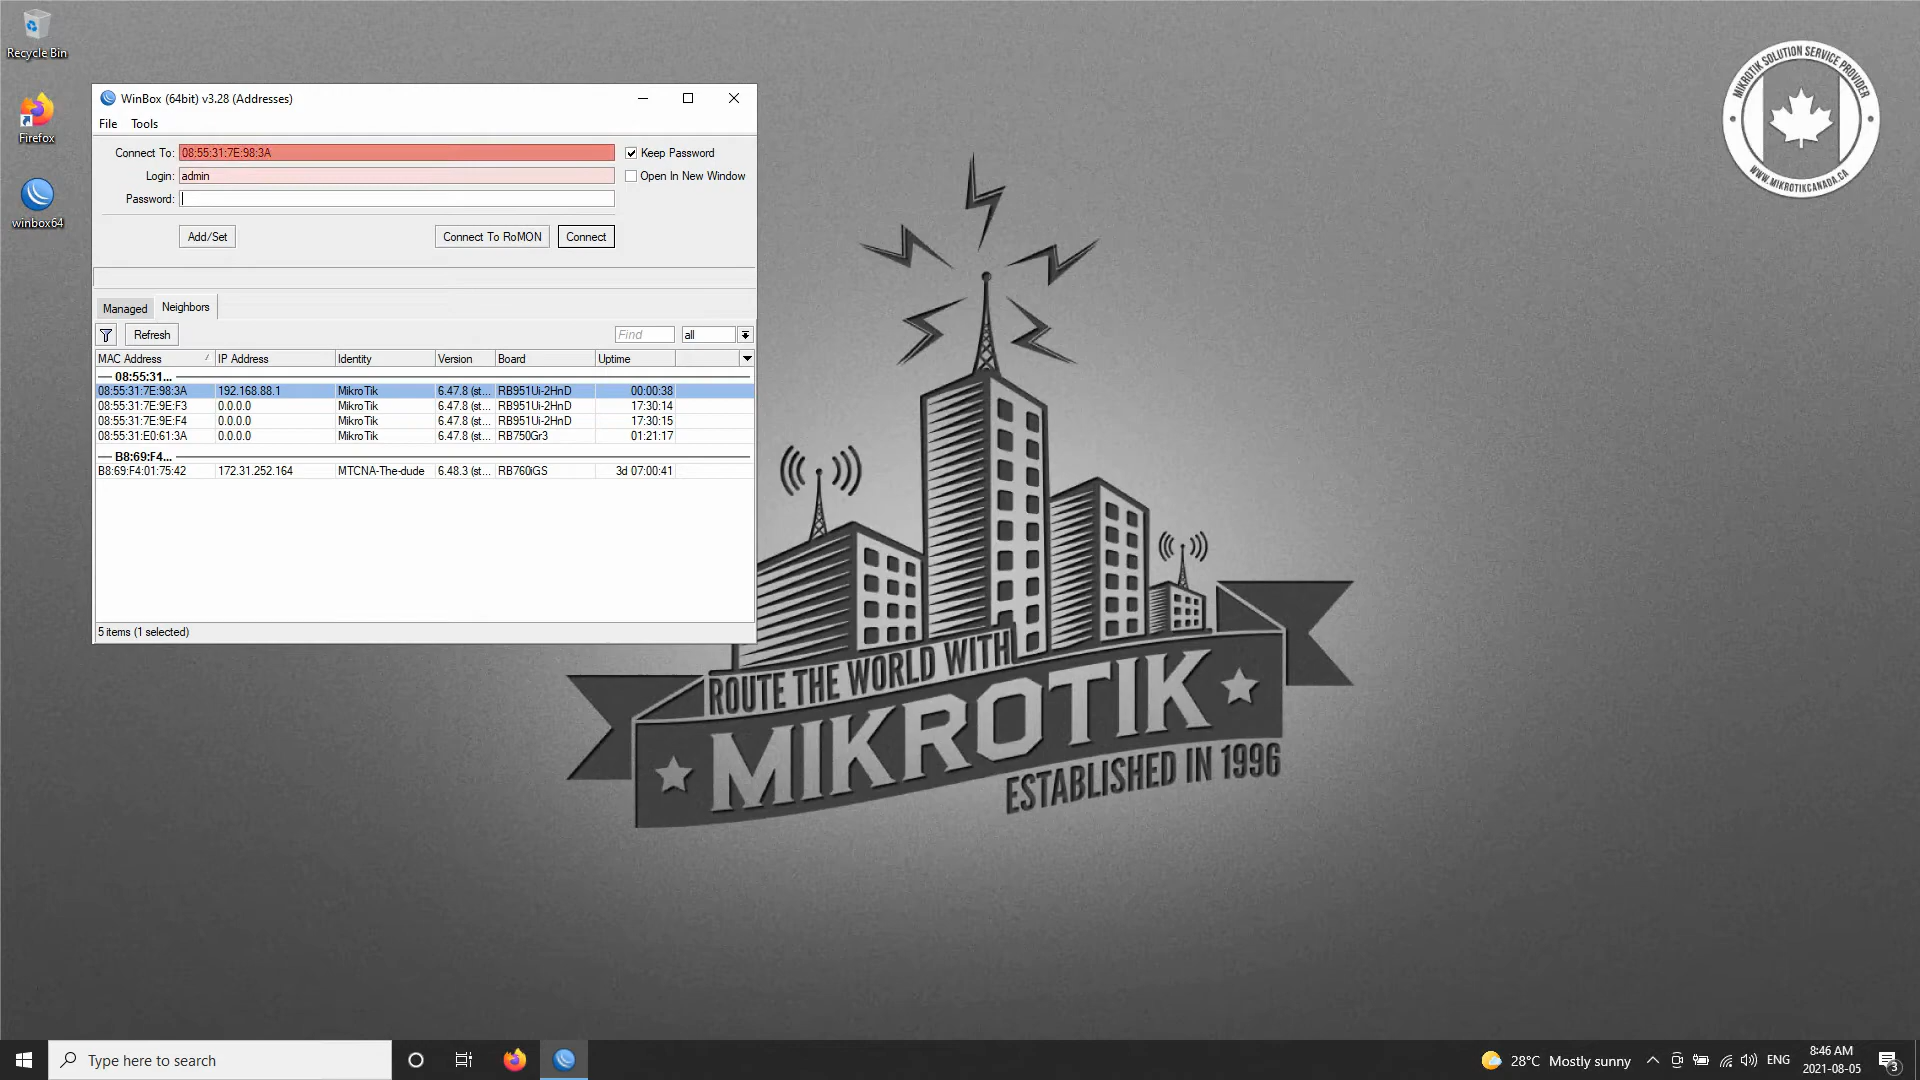 Recycle Bin
Firefox
winbox64
WinBox (64bit) v3.28 (Addresses)
File Tools
Connect To: 08:55:31:7E:98:3A Keep Password
Login: admin Open In New Window
Password:
Add/Set Connect To RoMON Connect
Managed Neighbors
Refresh Find all
MAC Address IP Address Identity Version Board Uptime
08:55:31...
08:55:31:7E:98:3A 192.168.88.1 MikroTik 6.47.8 (st... RB951Ui-2HnD 00:00:38
08:55:31:7E:9E:F3 0.0.0.0 MikroTik 6.47.8 (st... RB951Ui-2HnD 17:30:14
08:55:31:7E:9E:F4 0.0.0.0 MikroTik 6.47.8 (st... RB951Ui-2HnD 17:30:15
08:55:31:E0:61:3A 0.0.0.0 MikroTik 6.47.8 (st... RB750Gr3 01:21:17
B8:69:F4...
B8:69:F4:01:75:42 172.31.252.164 MTCNA-The-dude 6.48.3 (st... RB760iGS 3d 07:00:41
5 items (1 selected)
MIKROTIK SOLUTION SERVICE PROVIDER
WWW.MIKROTIKCANADA.CA
ROUTE THE WORLD WITH
MIKROTIK
ESTABLISHED IN 1996
Type here to search
28°C Mostly sunny
ENG
8:46 AM
2021-08-05
3